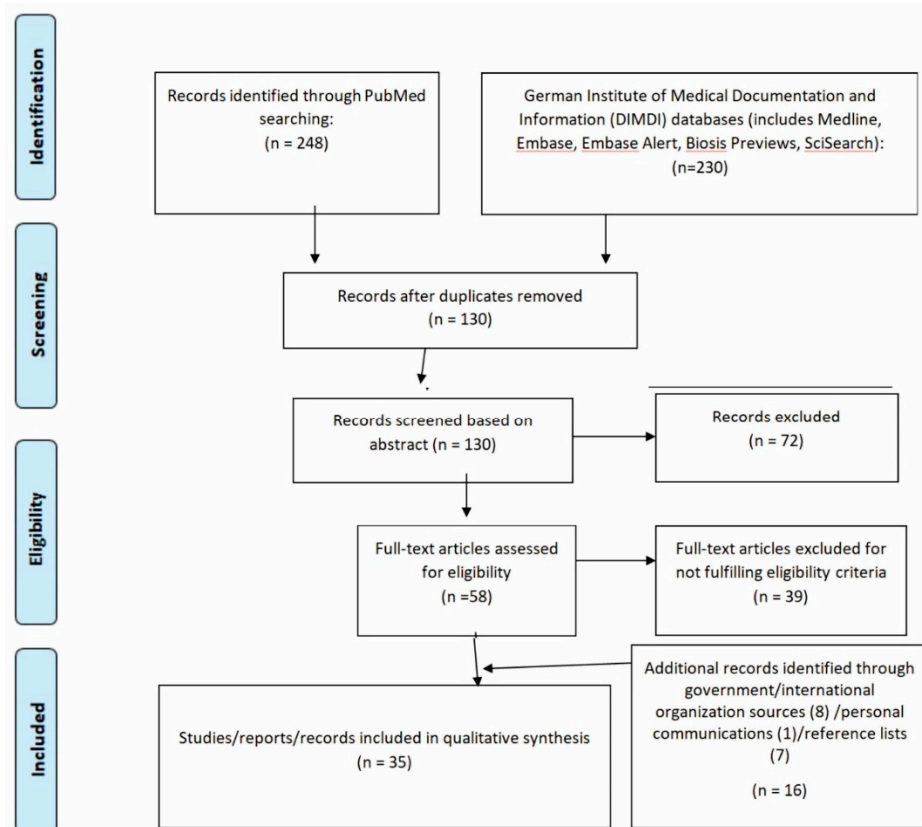 Identification
Records identified through PubMed
searching:
(n = 248)
German Institute of Medical Documentation and
Information (DIMDI) databases (includes Medline,
Embase, Embase Alert, Biosis Previews, SciSearch):
(n=230)
Screening
Records after duplicates removed
(n = 130)
Records screened based on
abstract (n = 130)
Records excluded
(n = 72)
Eligibility
Full-text articles assessed
for eligibility
(n =58)
Full-text articles excluded for
not fulfilling eligibility criteria
(n = 39)
Included
Additional records identified through
government/international
organization sources (8) /personal
communications (1)/reference lists
(7)
(n = 16)
Studies/reports/records included in qualitative synthesis
(n = 35)